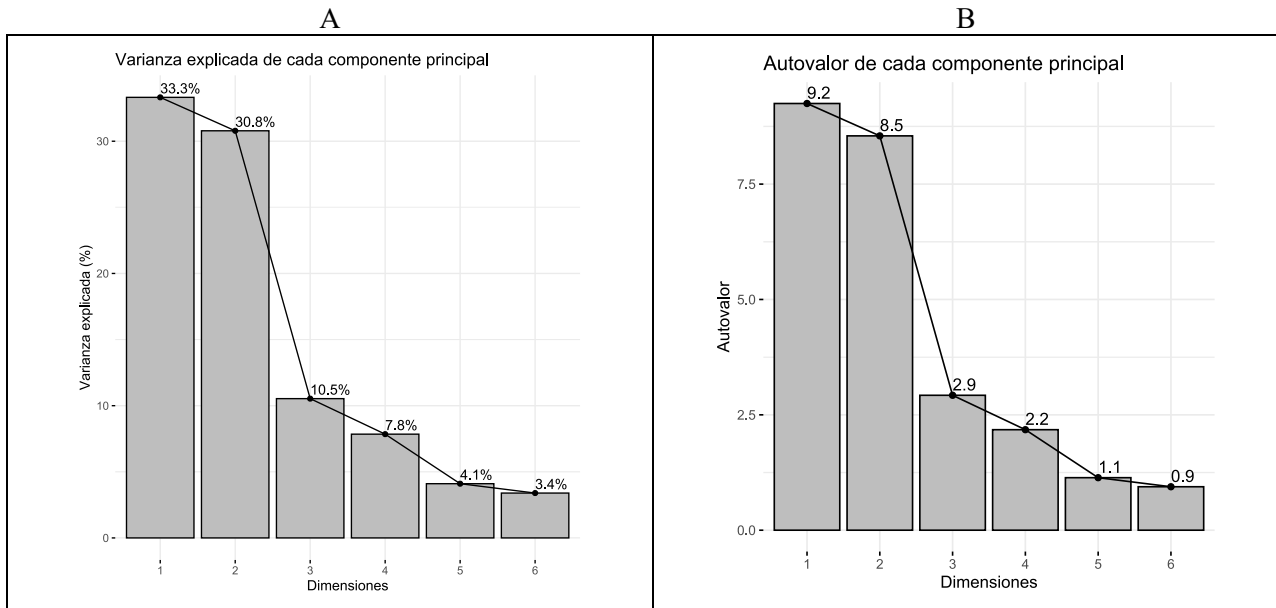 A
Varianza explicada de cada componente principal
33.3%
30.8%
30
20
10.5%
10
7.8%
4.1%
3.4%
0
Varianza explicada (%)
1 2 3 4 5 6
Dimensiones
B
Autovalor de cada componente principal
9.2
8.5
7.5
5.0
2.9
2.5
2.2
1.1
0.9
0.0
Autovalor
1 2 3 4 5 6
Dimensiones